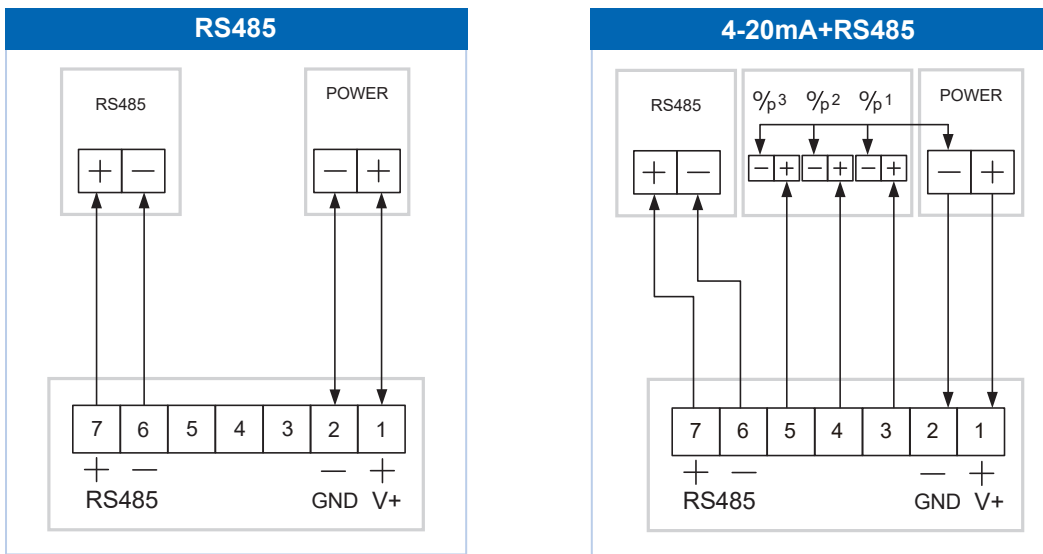 RS485
RS485
POWER
+ −
− +
7 6 5 4 3 2 1
+ −
− +
RS485
GND V+
4-20mA+RS485
RS485
%p3 %p2 %p1
POWER
+ −
− + − + − +
− +
7 6 5 4 3 2 1
+ −
− +
RS485
GND V+